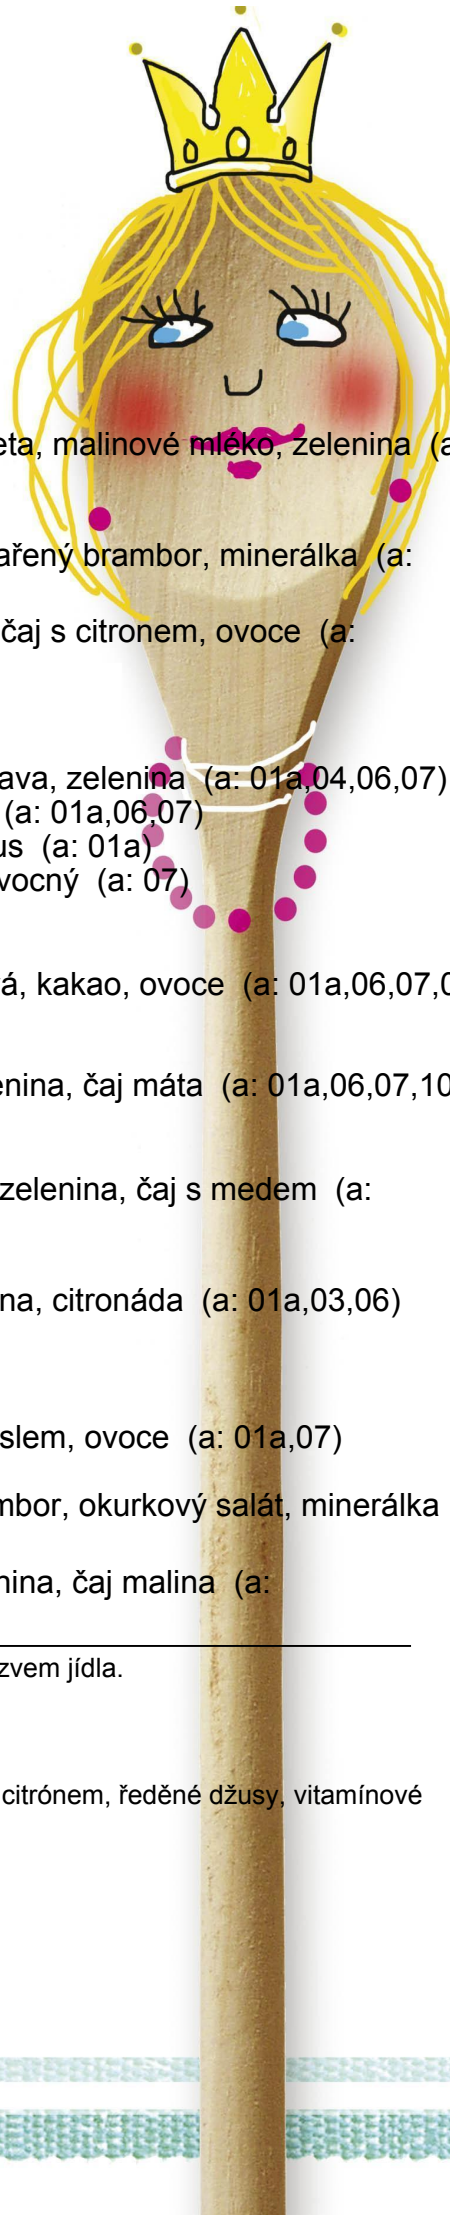 eta, malinové mléko, zelenina (a
ařený brambor, minerálka (a:
čaj s citronem, ovoce (a:
ava, zelenina (a: 01a,04,06,07)
(a: 01a,06,07)
us (a: 01a)
vocný (a: 07)
á, kakao, ovoce (a: 01a,06,07,0
enina, čaj máta (a: 01a,06,07,10
zelenina, čaj s medem (a:
na, citronáda (a: 01a,03,06)
slem, ovoce (a: 01a,07)
mbor, okurkový salát, minerálka
nina, čaj malina (a:
zvem jídla.
citrónem, ředěné džusy, vitamínové